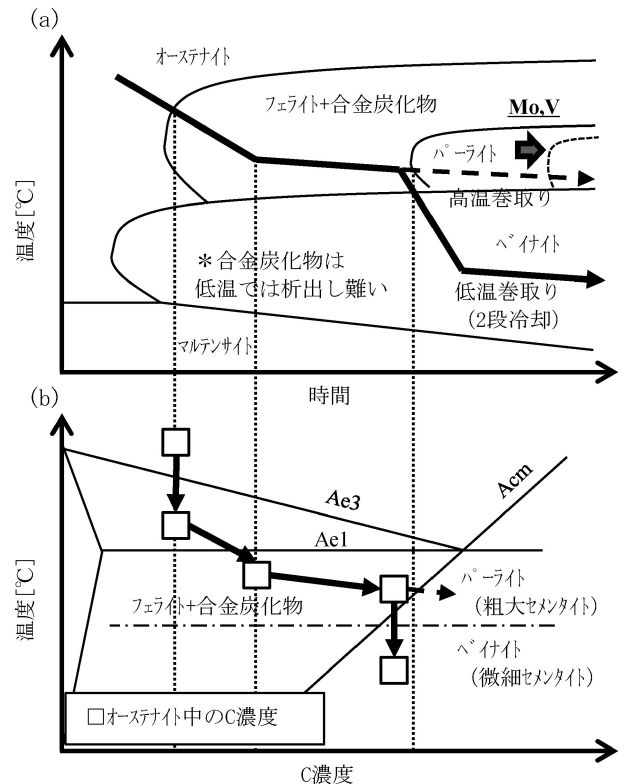 (a)
オーステナイト
フェライト+合金炭化物
Mo,V
パーライト
高温巻取り
ベイナイト
*合金炭化物は
低温では析出し難い
低温巻取り
(2段冷却)
マルテンサイト
温度[℃]
時間
(b)
Ae3
Acm
Ae1
パーライト
(粗大セメンタイト)
フェライト+合金炭化物
ベイナイト
(微細セメンタイト)
□オーステナイト中のC濃度
温度[℃]
C濃度